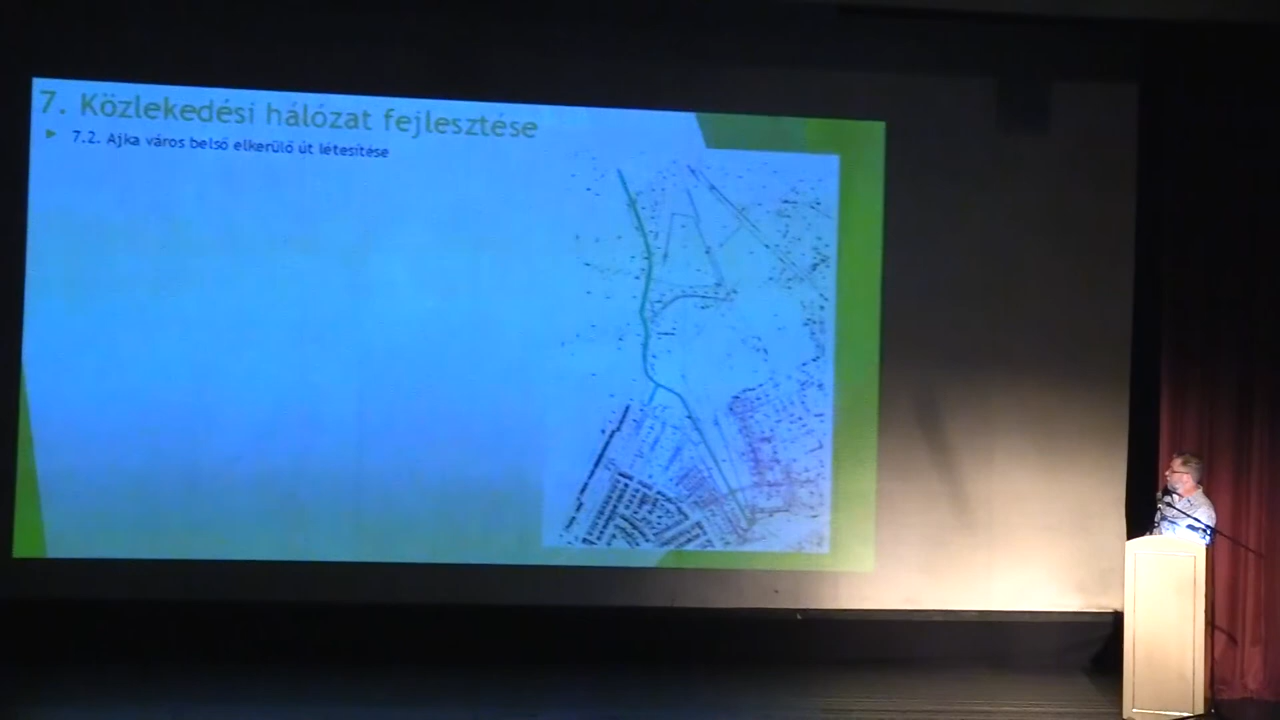 7. Közlekedési hálózat fejlesztése
7.2. Ajka város belső elkerülő út létesítése